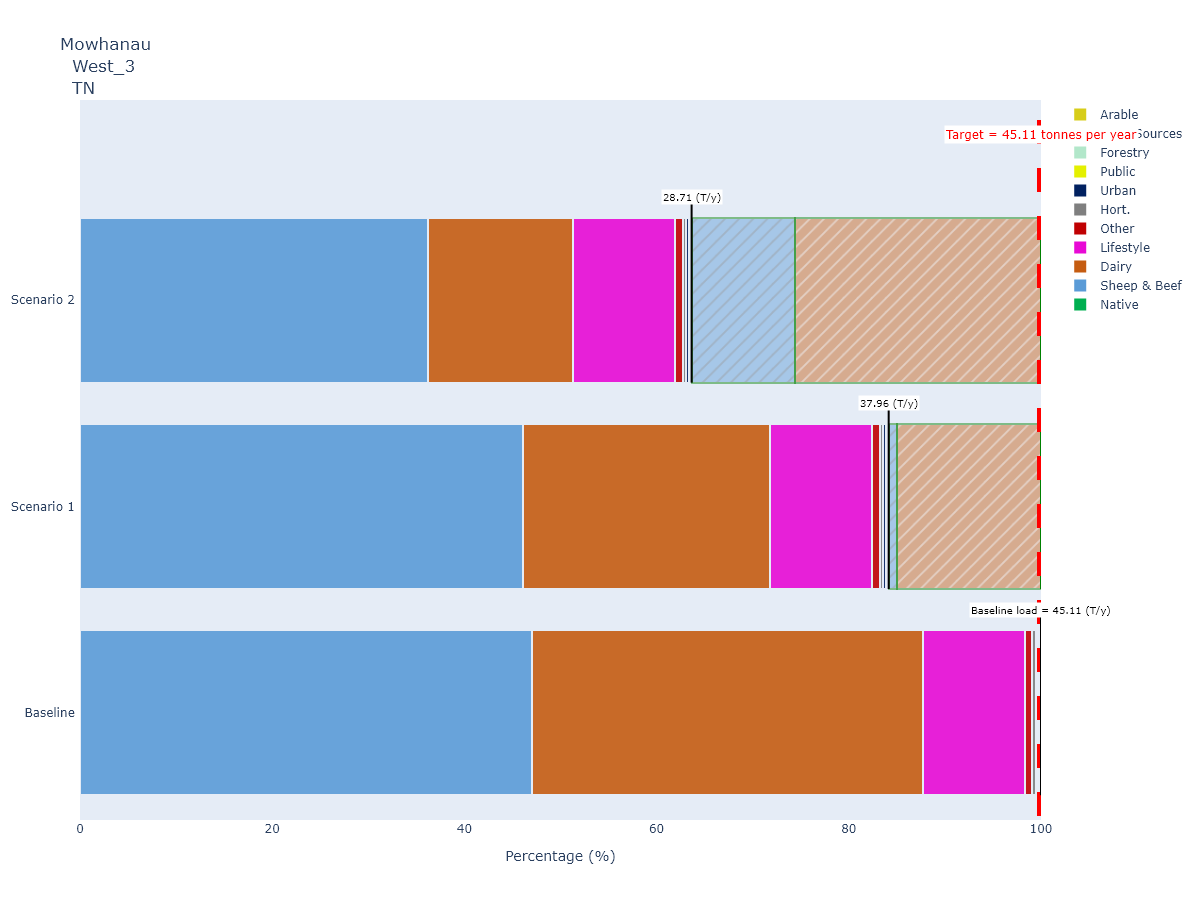 Mowhanau
West_3
TN
Arable
Target = 45.11 tonnes per year
Sources
Forestry
Public
Urban
Hort.
Other
Lifestyle
Dairy
Sheep & Beef
Native
28.71 (T/y)
Scenario 2
37.96 (T/y)
Scenario 1
Baseline load = 45.11 (T/y)
Baseline
0 20 40 60 80 100
Percentage (%)